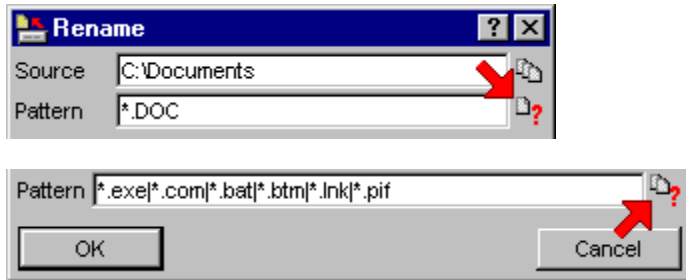 Rename
Source C:\Documents
Pattern *.DOC
Pattern *.exe|*.com|*.bat|*.btm|*.lnk|*.pif
OK Cancel